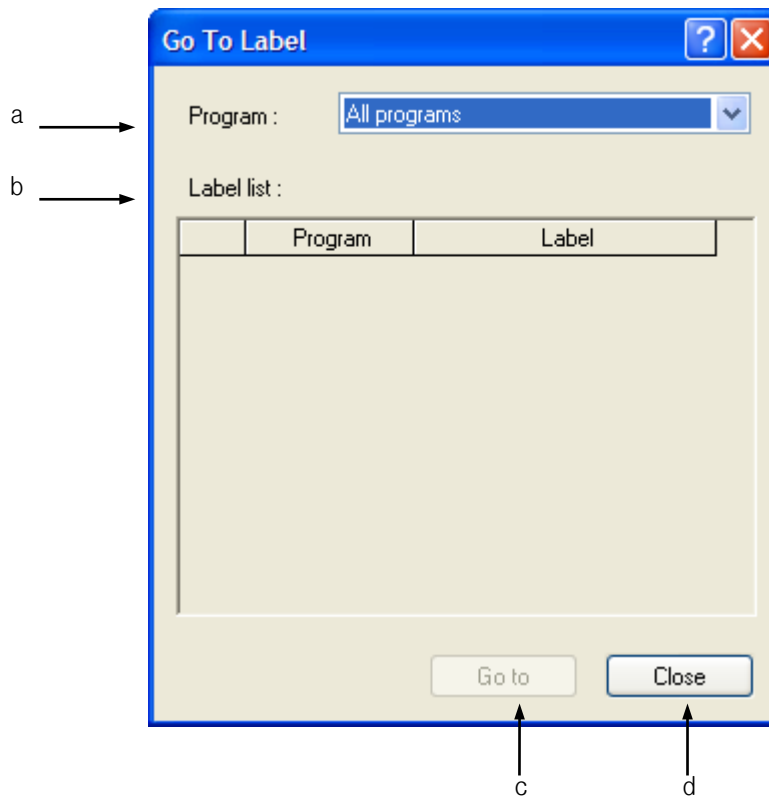 Go To Label
?
a
Program :
All programs
b
Label list :
Program
Label
Go to
Close
c
d